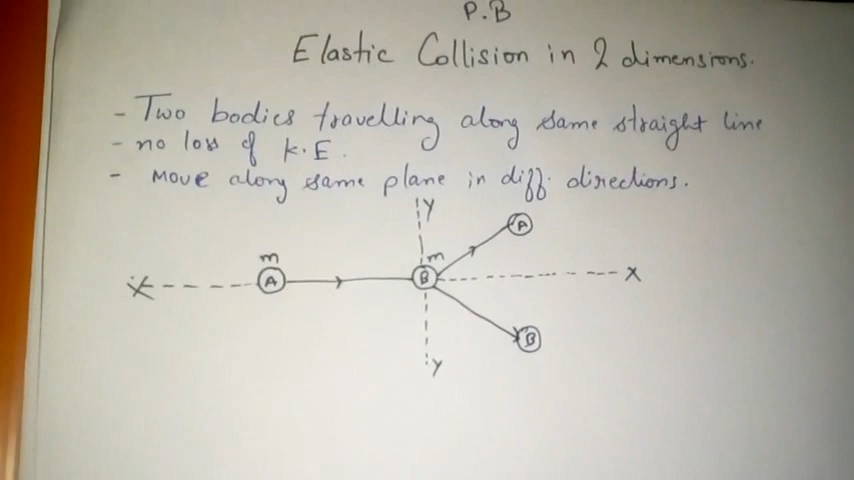 P.B
Elastic Collision in 2 dimensions.
- Two bodies travelling along same straight line
- no loss of K.E.
- Move along same plane in diff. directions.
Y
A
m
m
X
A
B
X
B
Y